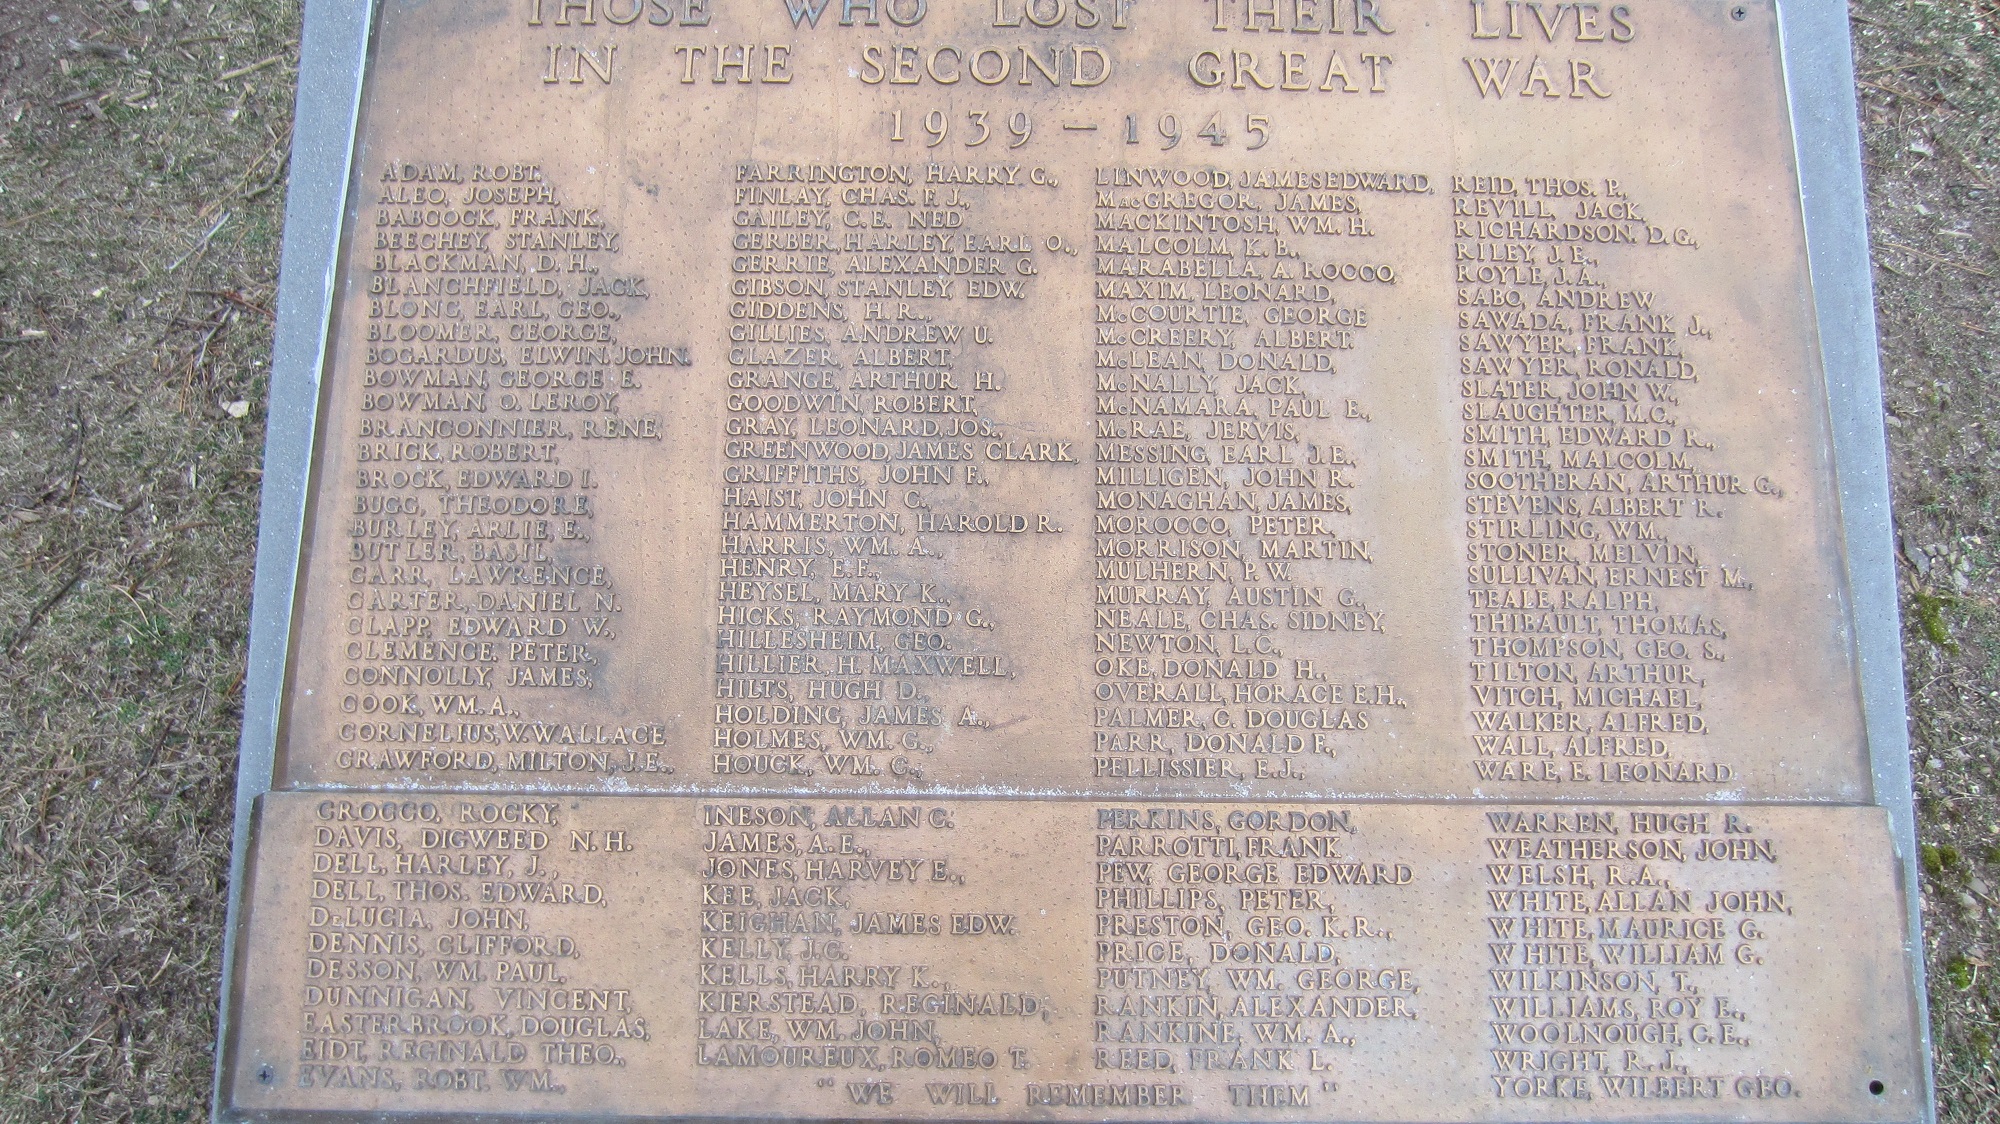 THOSE WHO LOST THEIR LIVES
IN THE SECOND GREAT WAR
1939 – 1945
ADAM, ROBT.
ALEO, JOSEPH,
BABCOCK, FRANK,
BEECHEY, STANLEY,
BLACKMAN, D. H.,
BLANCHFIELD, JACK,
BLONG, EARL, GEO.,
BLOOMER, GEORGE,
BOGARDUS, ELWIN, JOHN.
BOWMAN, GEORGE E.
BOWMAN, O. LEROY,
BRANCONNIER, RENE,
BRICK, ROBERT,
BROCK, EDWARD I.
BUGG, THEODORE,
BURLEY, ARLIE, E.,
BUTLER, BASIL,
CARR, LAWRENCE,
CARTER, DANIEL N.
CLAPP, EDWARD W.,
CLEMENCE, PETER,
CONNOLLY, JAMES,
COOK, WM. A.,
CORNELIUS, W. WALLACE
CRAWFORD, MILTON, J.E.,
FARRINGTON, HARRY G.,
FINLAY, CHAS. F. J.,
GAILEY, C.E. NED
GERBER, HARLEY, EARL O.,
GERRIE, ALEXANDER G.
GIBSON, STANLEY, EDW.
GIDDENS, H. R.,
GILLIES, ANDREW U.
GLAZER, ALBERT,
GRANGE, ARTHUR H.
GOODWIN, ROBERT,
GRAY, LEONARD, JOS.,
GREENWOOD, JAMES CLARK,
GRIFFITHS, JOHN F.,
HAIST, JOHN C.,
HAMMERTON, HAROLD R.
HARRIS, WM. A.,
HENRY, E.F.,
HEYSEL, MARY K.,
HICKS, RAYMOND G.,
HILLESHEIM, GEO.
HILLIER, H. MAXWELL,
HILTS, HUGH D.,
HOLDING, JAMES A.,
HOLMES, WM. G.,
HOUCK, WM. C.,
LINWOOD, JAMES EDWARD,
MacGREGOR, JAMES,
MACKINTOSH, WM. H.
MALCOLM, K. B.,
MARABELLA, A. ROCCO,
MAXIM, LEONARD,
McCOURTIE, GEORGE
McCREERY, ALBERT.
McLEAN, DONALD,
McNALLY, JACK,
McNAMARA, PAUL E.,
McRAE, JERVIS,
MESSING, EARL J.E.,
MILLIGEN, JOHN R.
MONAGHAN, JAMES,
MOROCCO, PETER,
MORRISON, MARTIN,
MULHERN, P. W.
MURRAY, AUSTIN G.,
NEALE, CHAS. SIDNEY,
NEWTON, L.C.,
OKE, DONALD H.,
OVERALL, HORACE E.H.,
PALMER, C. DOUGLAS
PARR, DONALD F.,
PELLISSIER, E.J.,
REID, THOS. P.,
REVILL, JACK,
RICHARDSON, D.G.,
RILEY, J.E.,
ROYLE, J.A.,
SABO, ANDREW
SAWADA, FRANK J.,
SAWYER, FRANK,
SAWYER, RONALD,
SLATER, JOHN W.,
SLAUGHTER, M.C.,
SMITH, EDWARD R.,
SMITH, MALCOLM,
SOOTHERAN, ARTHUR G.,
STEVENS, ALBERT R.
STIRLING, WM.
STONER, MELVIN,
SULLIVAN, ERNEST M.,
TEALE, RALPH,
THIBAULT, THOMAS,
THOMPSON, GEO. S.,
TILTON, ARTHUR,
VITCH, MICHAEL,
WALKER, ALFRED,
WALL, ALFRED,
WARE, E. LEONARD
CROCCO, ROCKY,
DAVIS, DIGWEED N. H.
DELL, HARLEY, J.,
DELL, THOS. EDWARD,
DeLUCIA, JOHN,
DENNIS, CLIFFORD,
DESSON, WM. PAUL.
DUNNIGAN, VINCENT,
EASTERBROOK, DOUGLAS,
EIDT, REGINALD THEO.,
EVANS, ROBT. WM.,
INESON, ALLAN C.
JAMES, A. E.,
JONES, HARVEY E.,
KEE, JACK,
KEIGHAN, JAMES EDW.
KELLY, J.C.
KELLS, HARRY K.,
KIERSTEAD, REGINALD,
LAKE, WM. JOHN,
LAMOUREUX, ROMEO T.
PERKINS, GORDON,
PARROTTI, FRANK
PEW, GEORGE EDWARD
PHILLIPS, PETER,
PRESTON, GEO. K.R.,
PRICE, DONALD,
PUTNEY, WM. GEORGE,
RANKIN, ALEXANDER,
RANKINE, WM. A.,
REED, FRANK L.
WARREN, HUGH R.
WEATHERSON, JOHN,
WELSH, R.A.,
WHITE, ALLAN JOHN,
WHITE, MAURICE G.
WHITE, WILLIAM G.
WILKINSON, T.,
WILLIAMS, ROY E.,
WOOLNOUGH, C.E.,
WRIGHT, R. J.,
YORKE, WILBERT GEO.
"WE WILL REMEMBER THEM"